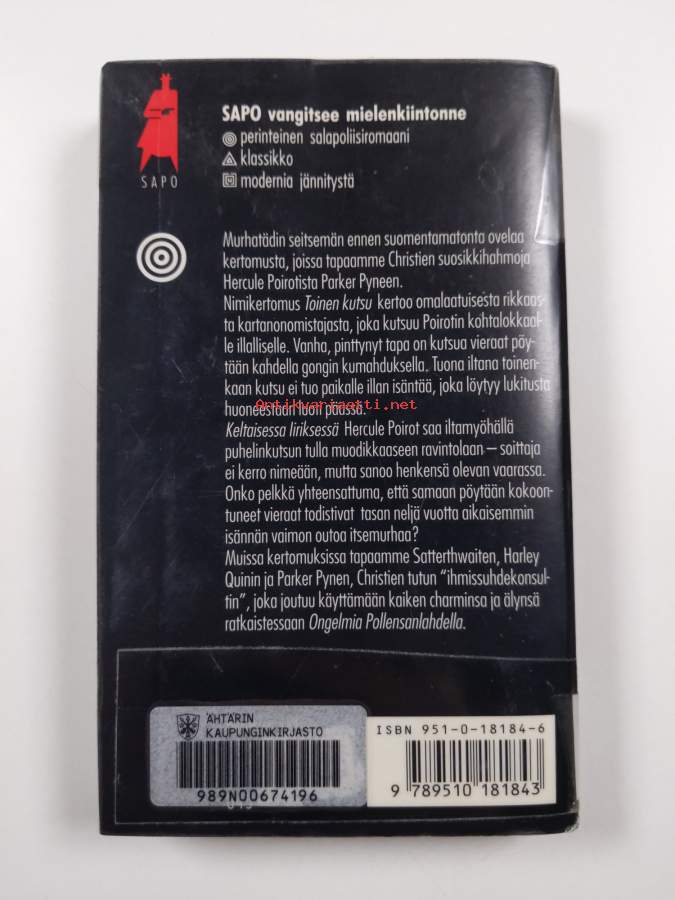 SAPO
SAPO vangitsee mielenkiintonne
perinteinen salapoliisiromaani
klassikko
modernia jännitystä
Murhatädin seitsemän ennen suomentamatonta ovelaa
kertomusta, joissa tapaamme Christien suosikkihahmoja
Hercule Poirotista Parker Pyneen.
Nimikertomus Toinen kutsu kertoo omalaatuisesta rikkaas-
ta kartanonomistajasta, joka kutsuu Poirotin kohtalokkaal-
le illalliselle. Vanha, pinttynyt tapa on kutsua vieraat pöy-
tään kahdella gongin kumahduksella. Tuona iltana toinen-
kaan kutsu ei tuo paikalle illan isäntää, joka löytyy lukitusta
huoneestaan luoti päässä.
Antikvariaatti.net
Keltaisessa Iiriksessä Hercule Poirot saa iltamyöhällä
puhelinkutsun tulla muodikkaaseen ravintolaan – soittaja
ei kerro nimeään, mutta sanoo henkensä olevan vaarassa.
Onko pelkkä yhteensattuma, että samaan pöytään kokoon-
tuneet vieraat todistivat tasan neljä vuotta aikaisemmin
isännän vaimon outoa itsemurhaa?
Muissa kertomuksissa tapaamme Satterthwaiten, Harley
Quinin ja Parker Pynen, Christien tutun "ihmissuhdekonsul-
tin", joka joutuu käyttämään kaiken charminsa ja älynsä
ratkaistessaan Ongelmia Pollensanlahdella.
ÄHTÄRIN
KAUPUNGINKIRJASTO
989N00674196
ISBN 951-0-18184-6
9 789510 181843